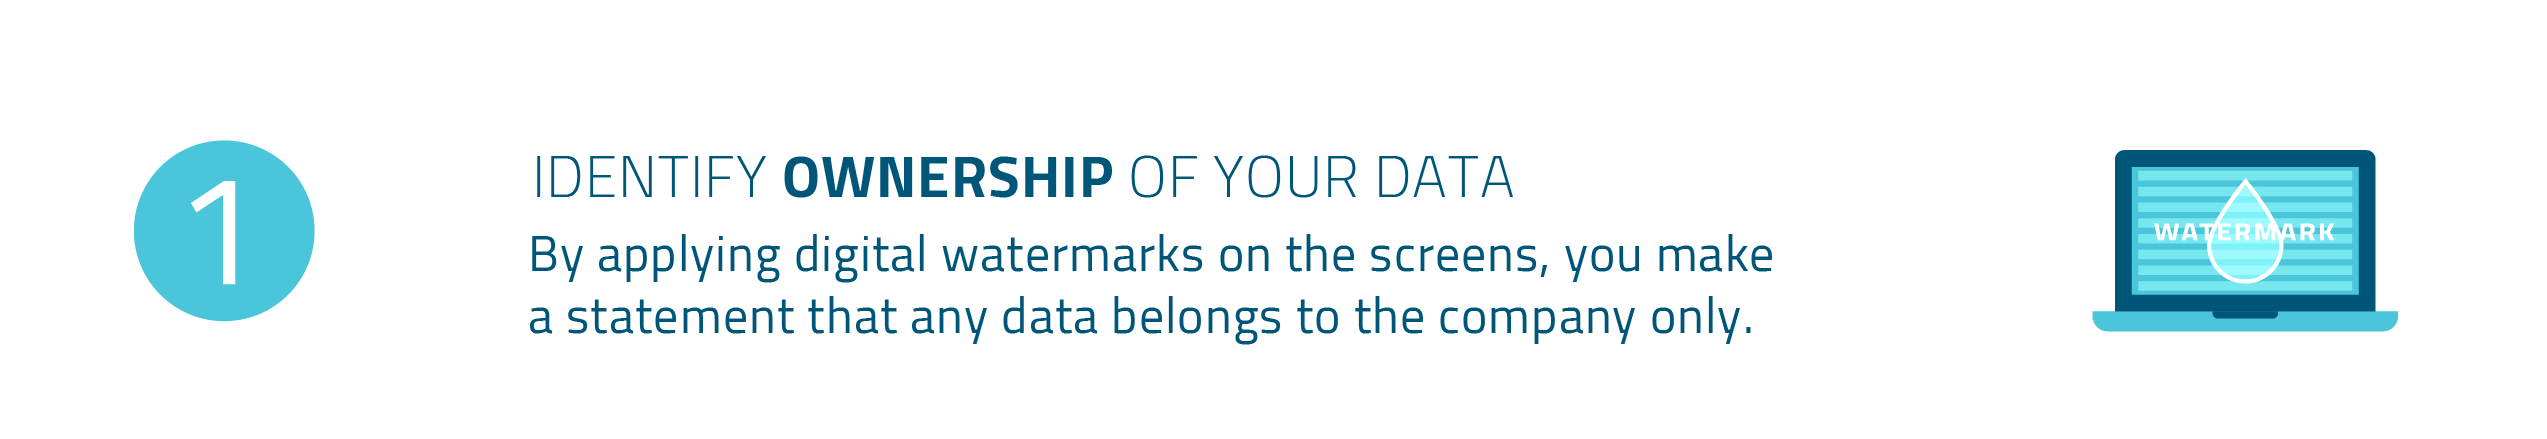 1
IDENTIFY OWNERSHIP OF YOUR DATA
By applying digital watermarks on the screens, you make
a statement that any data belongs to the company only.
WATERMARK